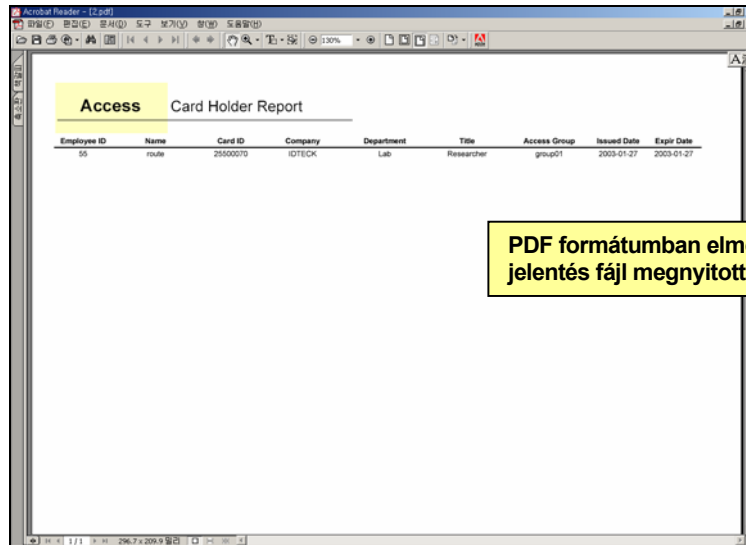 Acrobat Reader - [2.pdf]
파일(F) 편집(E) 문서(D) 도구 보기(V) 창(W) 도움말(H)
130%
Access Card Holder Report
Employee ID Name Card ID Company Department Title Access Group Issued Date Expir Date
55 route 25500070 IDTECK Lab Researcher group01 2003-01-27 2003-01-27
PDF formátumban elm
jelentés fájl megnyitott
1 / 1 296.7 x 209.9 밀리